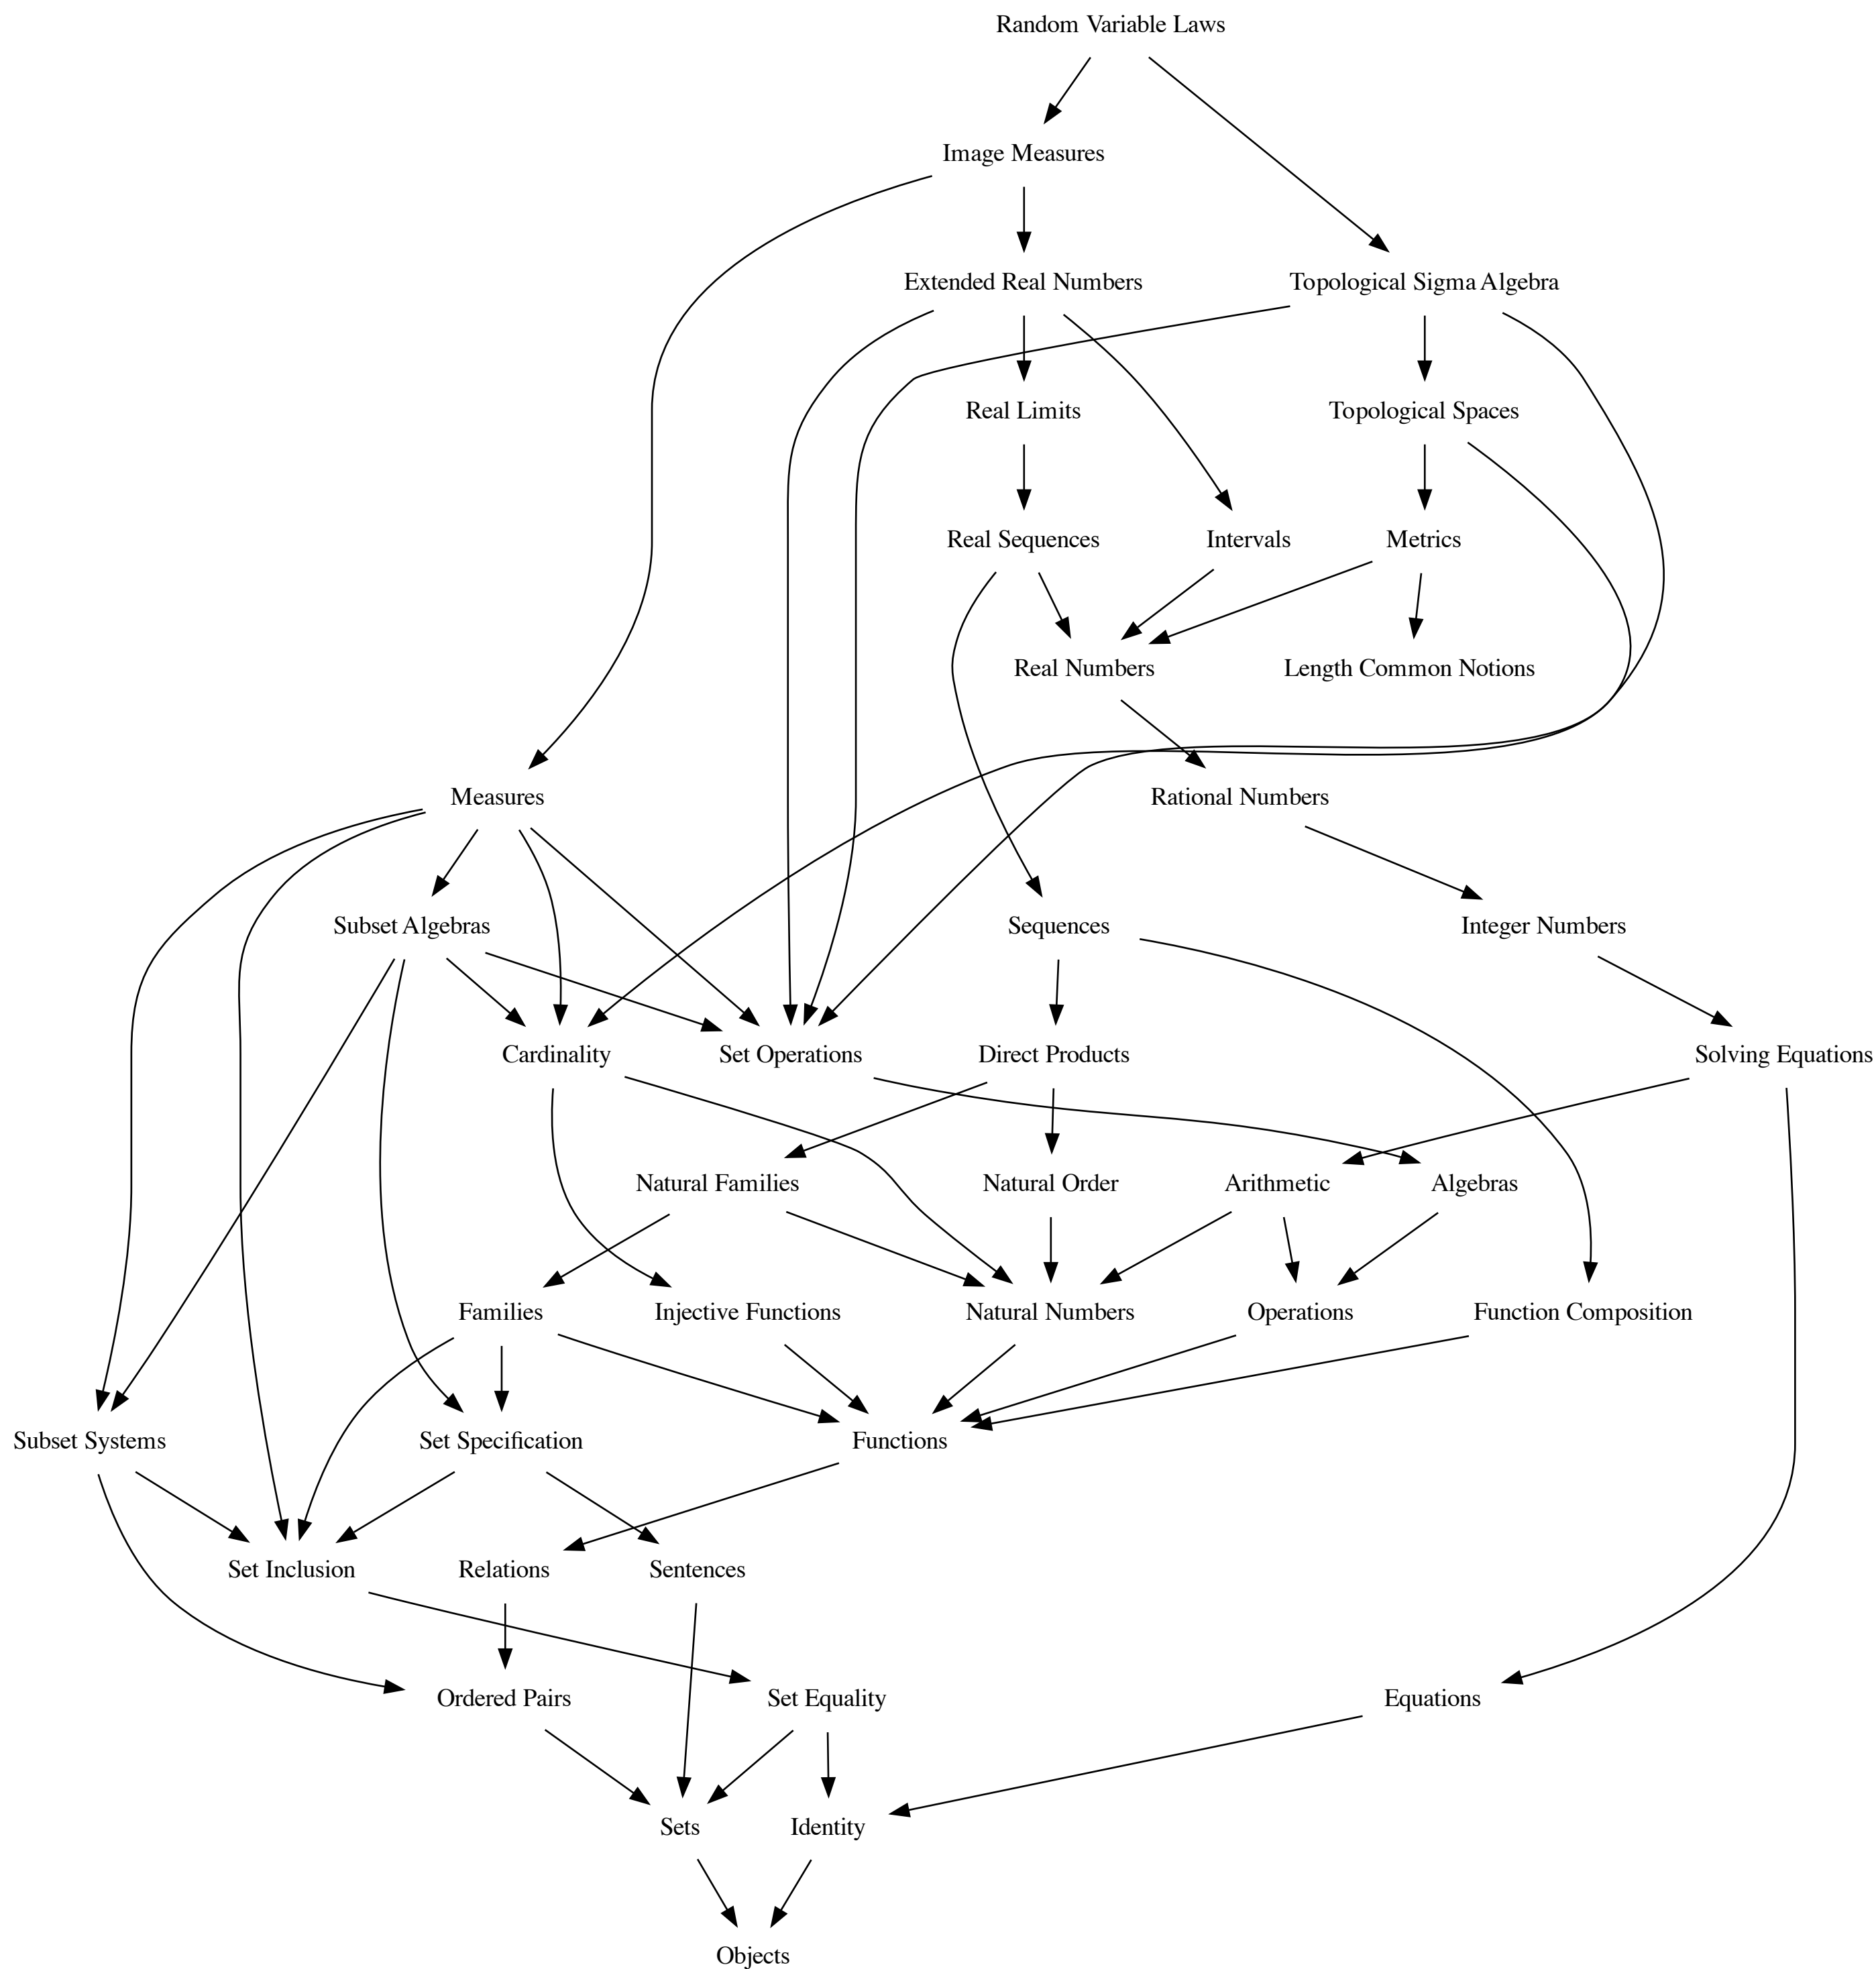 Random Variable Laws
Image Measures
Extended Real Numbers
Topological Sigma Algebra
Real Limits
Topological Spaces
Real Sequences
Intervals
Metrics
Real Numbers
Length Common Notions
Measures
Rational Numbers
Subset Algebras
Sequences
Integer Numbers
Cardinality
Set Operations
Direct Products
Solving Equations
Natural Families
Natural Order
Arithmetic
Algebras
Families
Injective Functions
Natural Numbers
Operations
Function Composition
Subset Systems
Set Specification
Functions
Set Inclusion
Relations
Sentences
Ordered Pairs
Set Equality
Equations
Sets
Identity
Objects